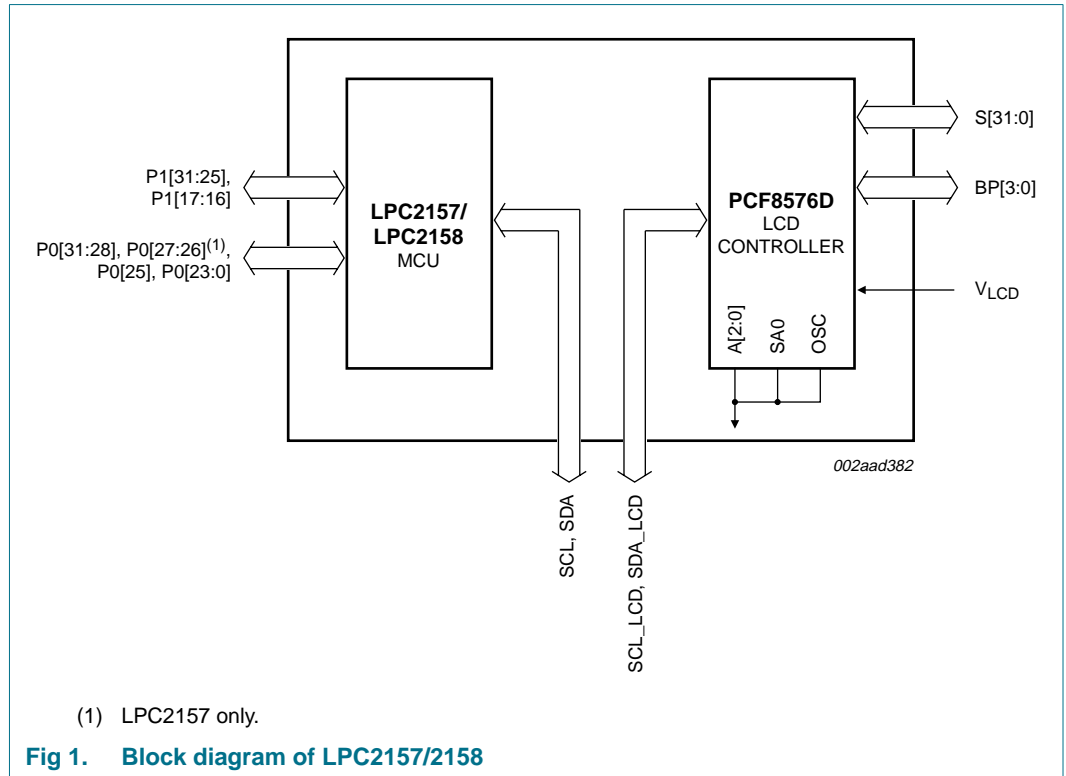 P1[31:25],
P1[17:16]
P0[31:28], P0[27:26](1),
P0[25], P0[23:0]
LPC2157/
LPC2158
MCU
PCF8576D
LCD
CONTROLLER
A[2:0]
SA0
OSC
S[31:0]
BP[3:0]
VLCD
002aad382
SCL, SDA
SCL_LCD, SDA_LCD
(1) LPC2157 only.
Fig 1. Block diagram of LPC2157/2158